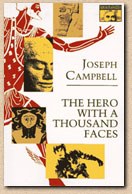 JOSEPH
CAMPBELL
THE HERO
WITH A
THOUSAND
FACES